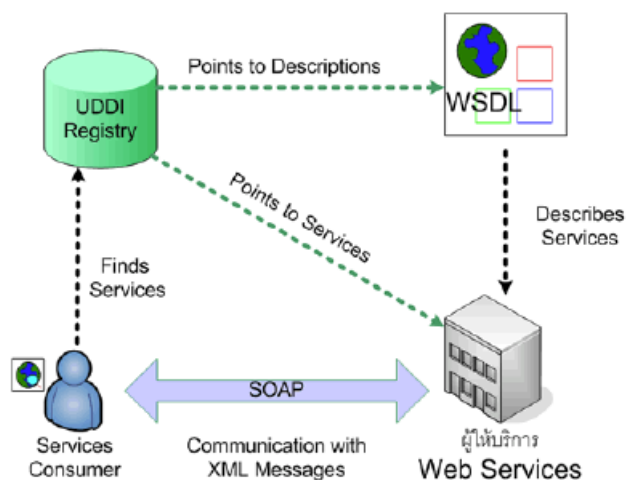 UDDI
Registry
Points to Descriptions
WSDL
Points to Services
Describes
Services
Finds
Services
SOAP
Services
Consumer
Communication with
XML Messages
ผู้ให้บริการ
Web Services